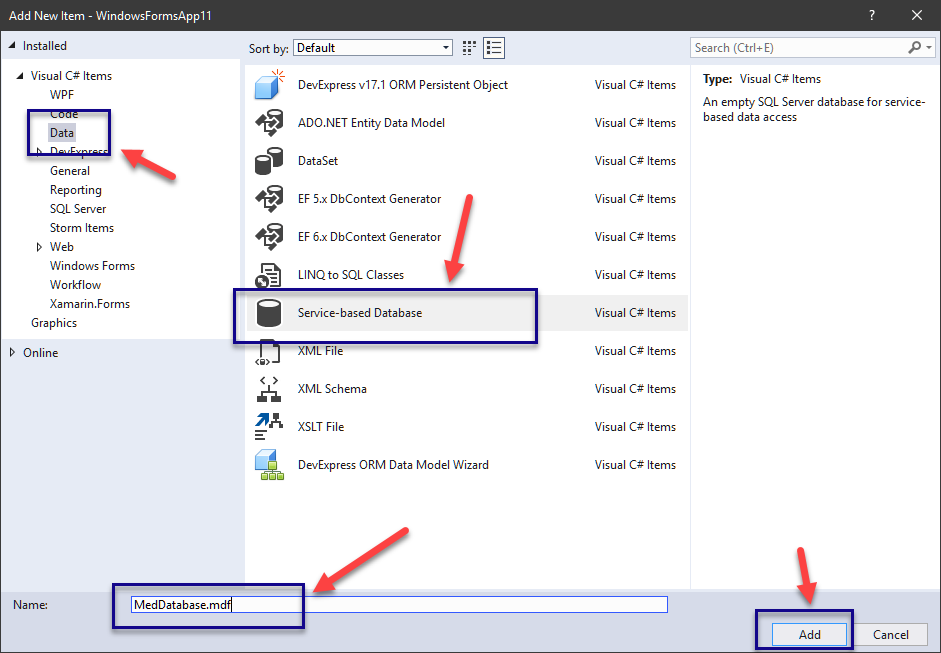 Add New Item - WindowsFormsApp11
?
Installed
Sort by: Default
Search (Ctrl+E)
Visual C# Items
WPF
Code
Data
DevExpress
General
Reporting
SQL Server
Storm Items
Web
Windows Forms
Workflow
Xamarin.Forms
Graphics
Online
DevExpress v17.1 ORM Persistent Object Visual C# Items
ADO.NET Entity Data Model Visual C# Items
DataSet Visual C# Items
EF 5.x DbContext Generator Visual C# Items
EF 6.x DbContext Generator Visual C# Items
LINQ to SQL Classes Visual C# Items
Service-based Database Visual C# Items
XML File Visual C# Items
XML Schema Visual C# Items
XSLT File Visual C# Items
DevExpress ORM Data Model Wizard Visual C# Items
Type: Visual C# Items
An empty SQL Server database for service-
based data access
Name: MedDatabase.mdf
Add Cancel